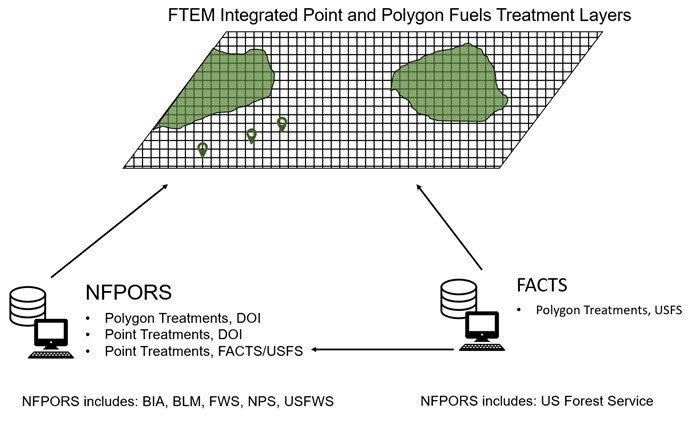 FTEM Integrated Point and Polygon Fuels Treatment Layers
NFPORS
• Polygon Treatments, DOI
• Point Treatments, DOI
• Point Treatments, FACTS/USFS
FACTS
• Polygon Treatments, USFS
NFPORS includes: BIA, BLM, FWS, NPS, USFWS
NFPORS includes: US Forest Service